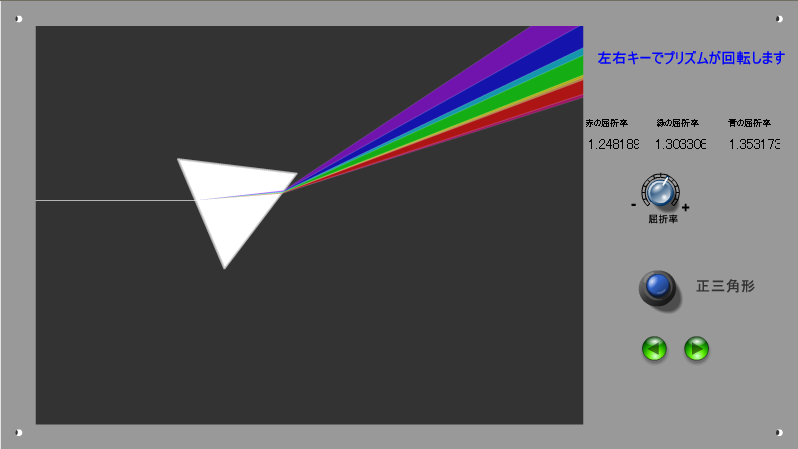 左右キーでプリズムが回転します
赤の屈折率 緑の屈折率 青の屈折率
1.248189 1.303306 1.353173
- +
屈折率
正三角形